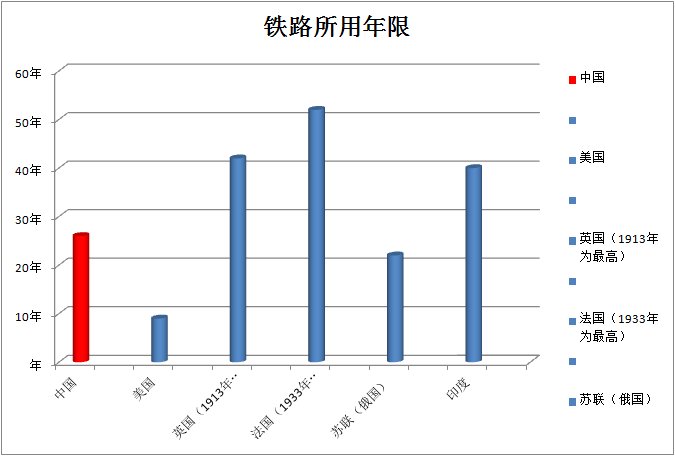 铁路所用年限
60年
50年
40年
30年
20年
10年
年
中国
美国
英国（1913年…
法国（1933年…
苏联（俄国）
印度
中国
美国
英国（1913年
为最高）
法国（1933年
为最高）
苏联（俄国）